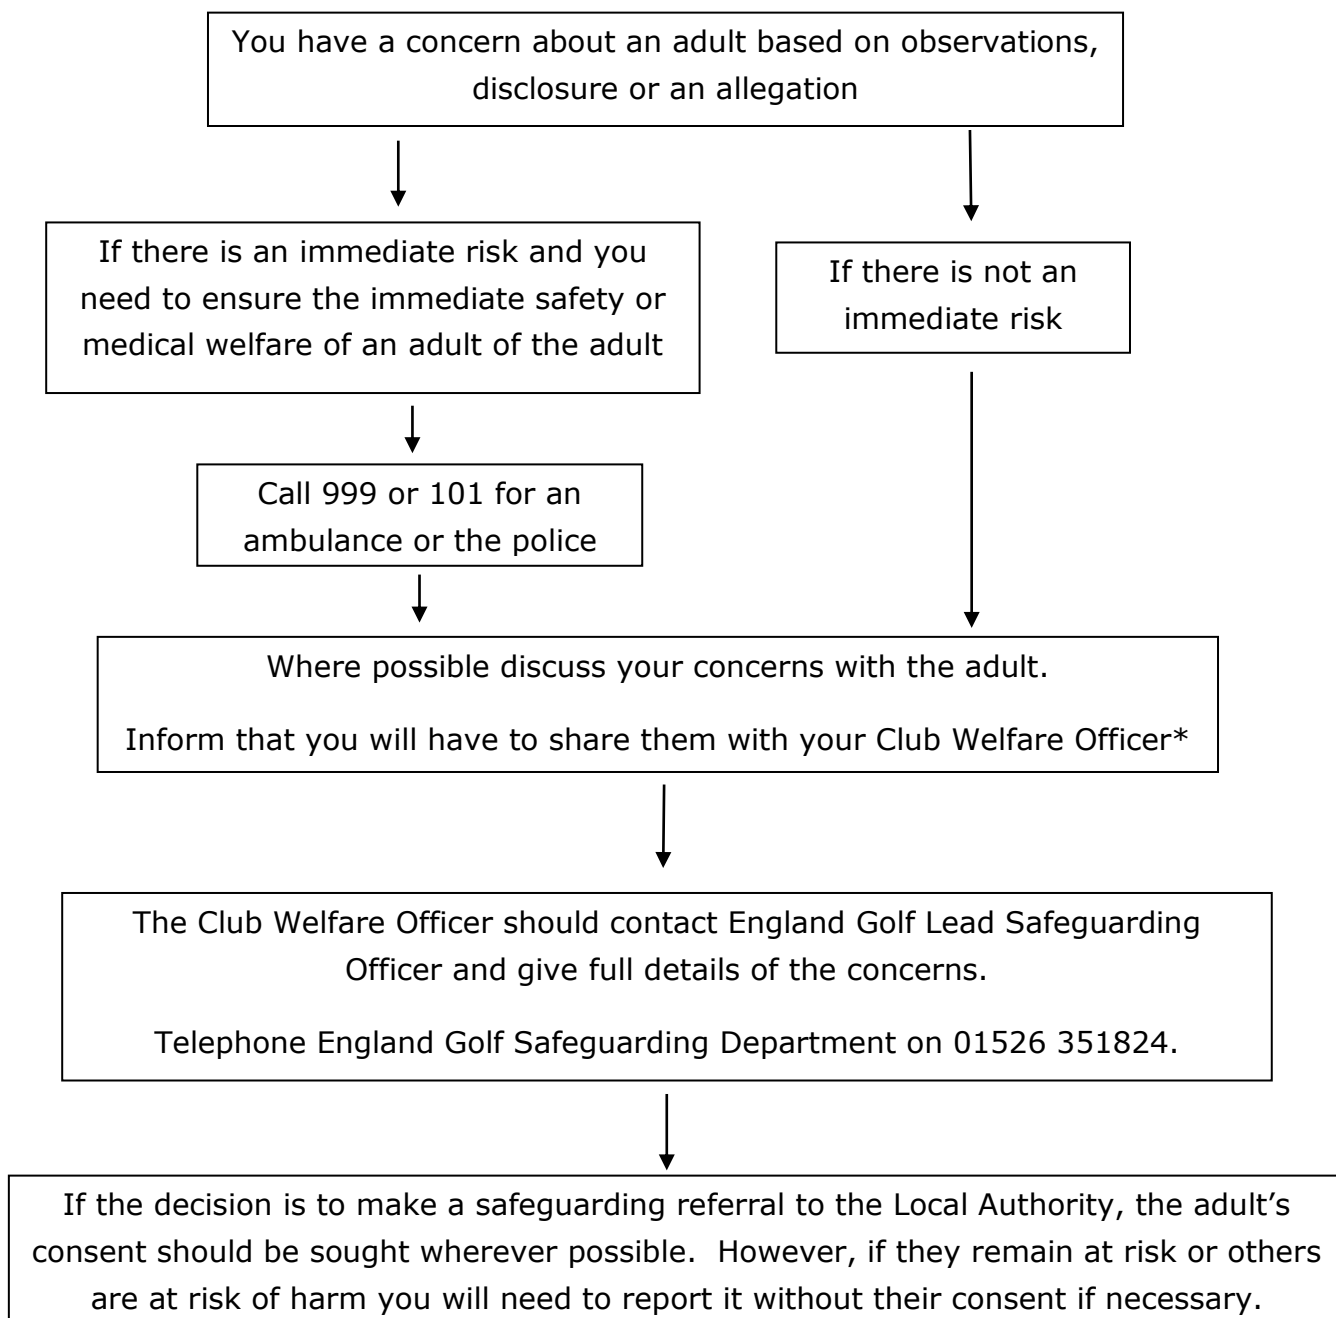 You have a concern about an adult based on observations,
disclosure or an allegation
If there is an immediate risk and you
need to ensure the immediate safety or
medical welfare of an adult of the adult
If there is not an
immediate risk
Call 999 or 101 for an
ambulance or the police
Where possible discuss your concerns with the adult.
Inform that you will have to share them with your Club Welfare Officer*
The Club Welfare Officer should contact England Golf Lead Safeguarding
Officer and give full details of the concerns.
Telephone England Golf Safeguarding Department on 01526 351824.
If the decision is to make a safeguarding referral to the Local Authority, the adult’s
consent should be sought wherever possible.  However, if they remain at risk or others
are at risk of harm you will need to report it without their consent if necessary.